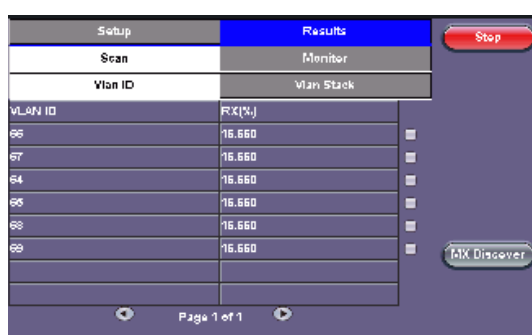 Setup Results Stop
Scan Monitor
Vlan ID Vlan Stack
VLAN ID RX(%)
66 16.660
67 16.660
64 16.660
65 16.660
68 16.660
69 16.660
MX Discover
Page 1 of 1